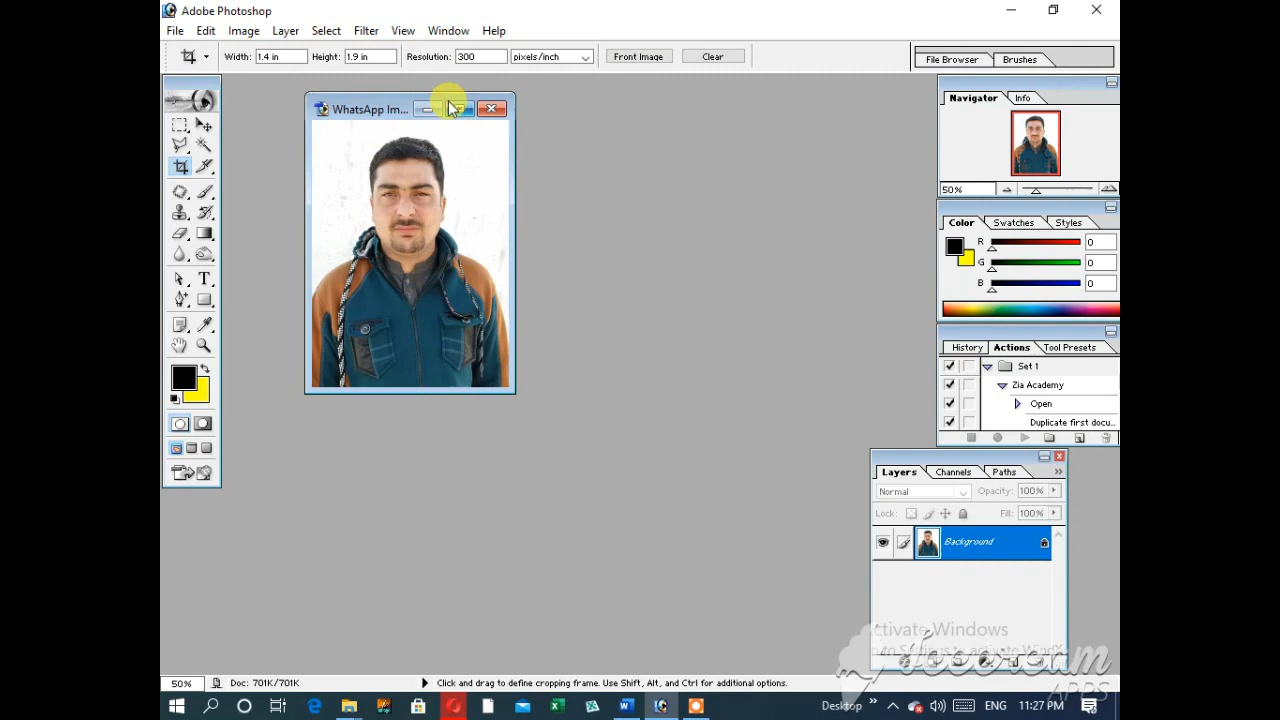 Adobe Photoshop
File Edit Image Layer Select Filter View Window Help
Width: 1.4 in Height: 1.9 in Resolution: 300 pixels/inch Front Image Clear
File Browser Brushes
WhatsApp Im...
Navigator Info
50%
Color Swatches Styles
R 0
G 0
B 0
History Actions Tool Presets
Set 1
Zia Academy
Open
Duplicate first docu...
Layers Channels Paths
Normal Opacity: 100%
Lock: Fill: 100%
Background
ctivate Windows
APPS
50% Doc: 701K/701K Click and drag to define cropping frame. Use Shift, Alt, and Ctrl for additional options.
Desktop ENG 11:27 PM